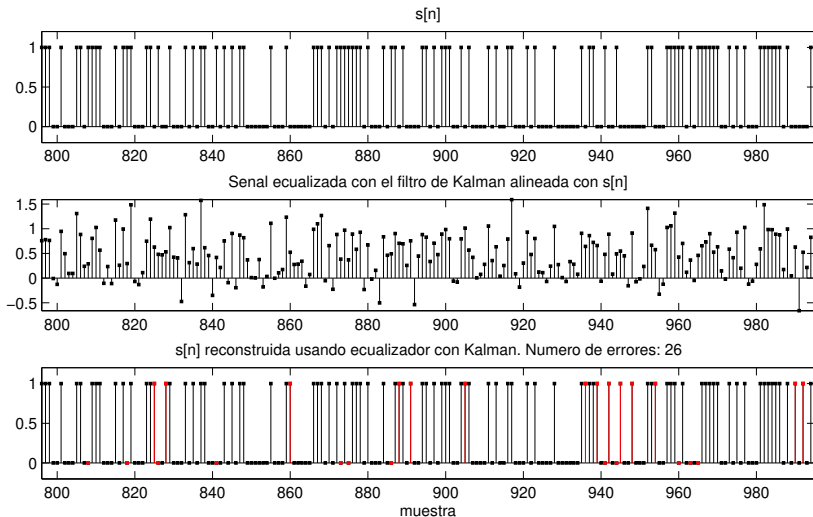 s[n]
1
0.5
0
800 820 840 860 880 900 920 940 960 980
Senal ecualizada con el filtro de Kalman alineada con s[n]
1.5
1
0.5
0
−0.5
800 820 840 860 880 900 920 940 960 980
s[n] reconstruida usando ecualizador con Kalman. Numero de errores: 26
1
0.5
0
800 820 840 860 880 900 920 940 960 980
muestra